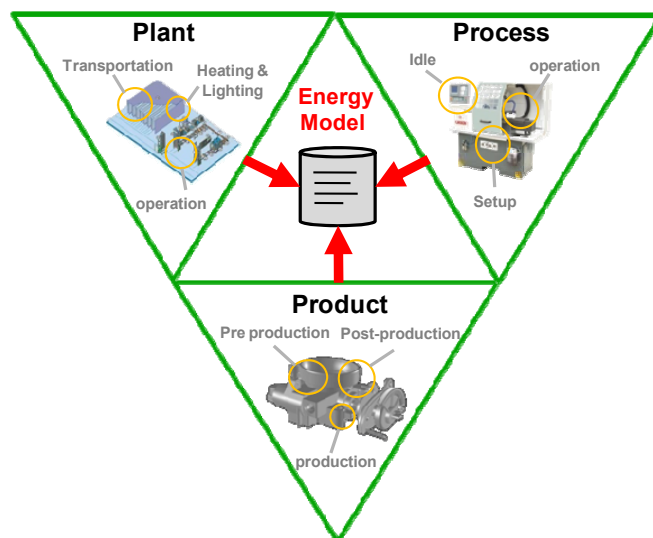 Plant
Transportation
Heating &
Lighting
operation
Process
Idle
operation
Setup
Energy
Model
Product
Pre production
Post-production
production